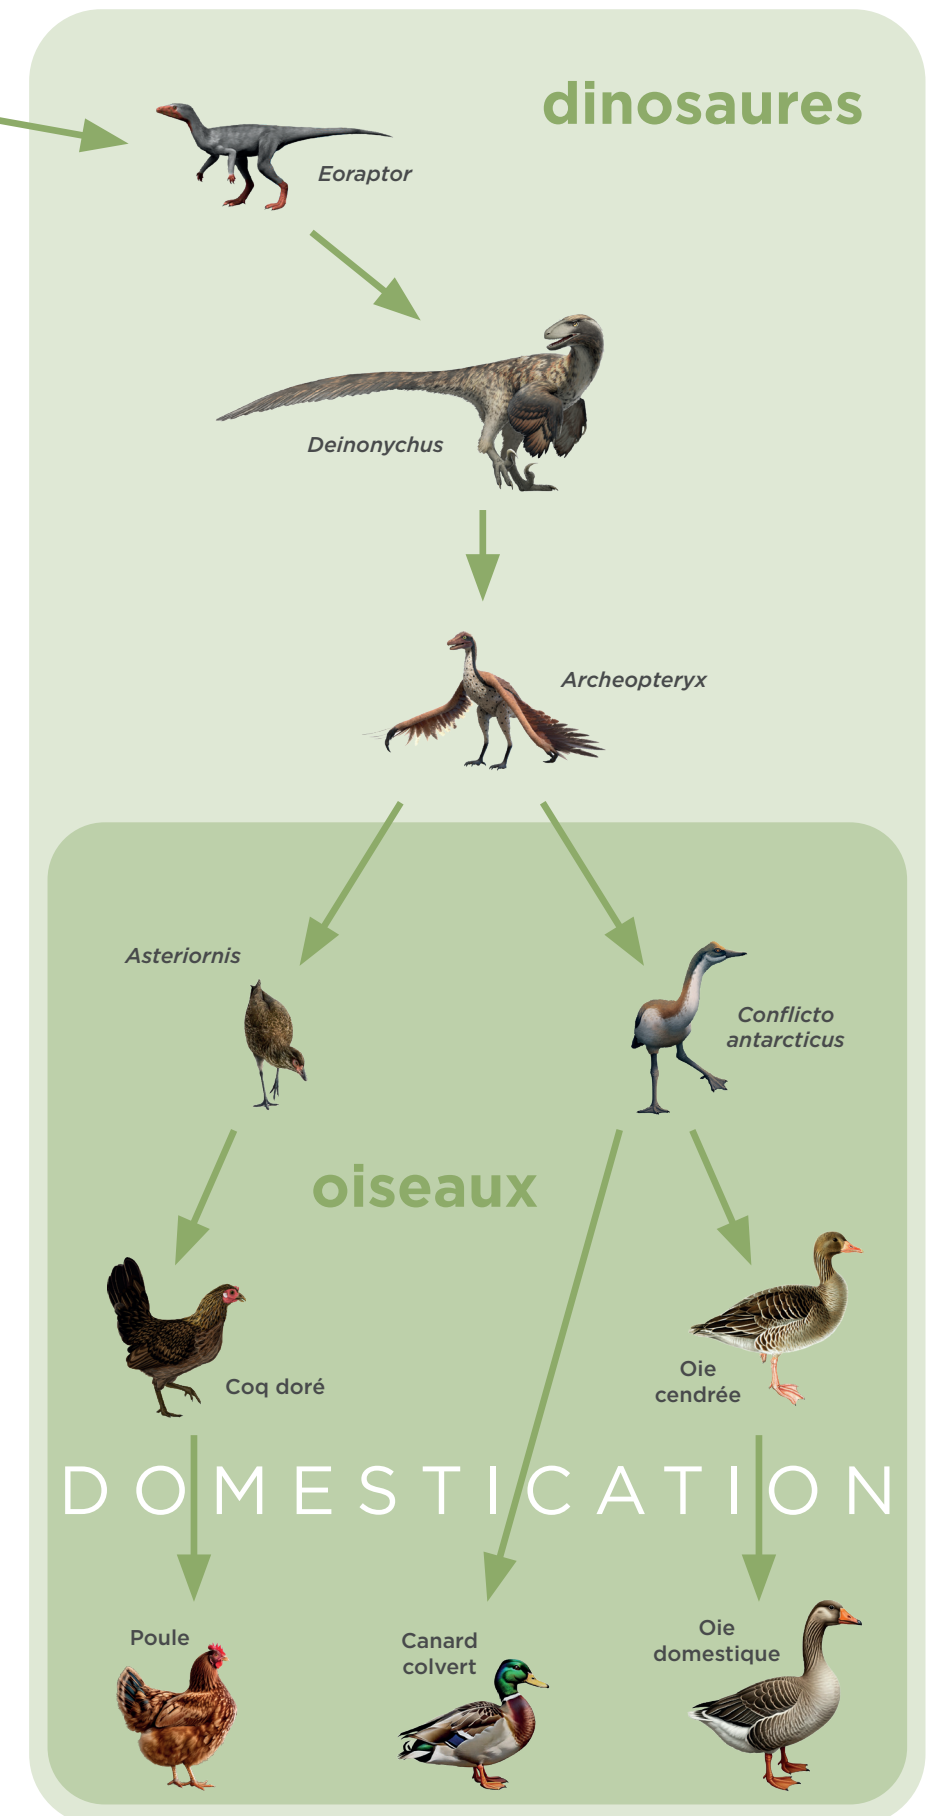 dinosaures
Eoraptor
Deinonychus
Archeopteryx
Asteriornis
Conflicto
antarcticus
oiseaux
Oie
cendrée
Coq doré
DOMESTICATION
Poule
Canard
colvert
Oie
domestique